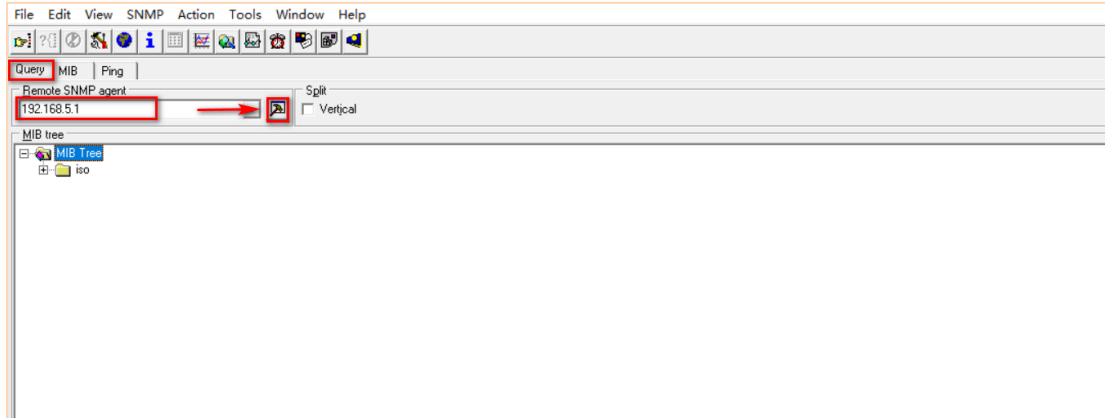 File Edit View SNMP Action Tools Window Help
Query MIB Ping
Remote SNMP agent Split
192.168.5.1 Vertical
MIB tree
MIB Tree
iso